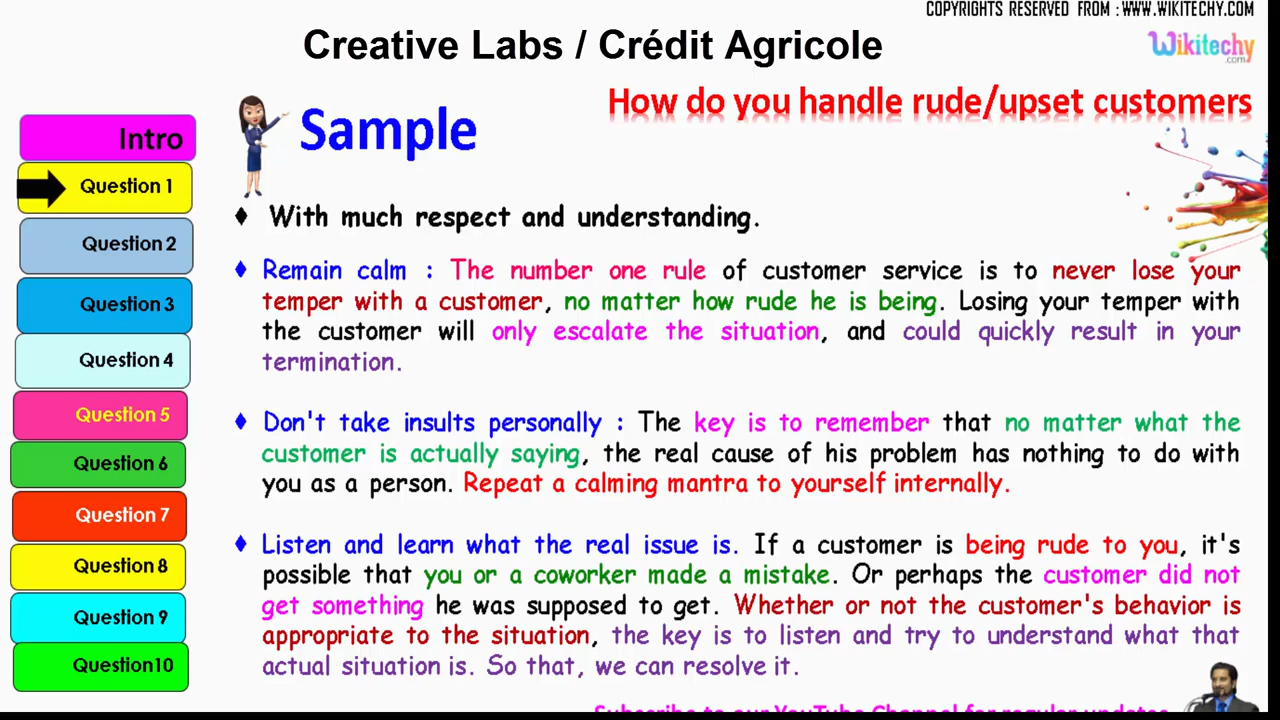 COPYRIGHTS RESERVED FROM : WWW.WIKITECHY.COM
Creative Labs / Crédit Agricole
Wikitechy
.com
How do you handle rude/upset customers
Sample
Intro
Question 1
Question 2
Question 3
Question 4
Question 5
Question 6
Question 7
Question 8
Question 9
Question10
With much respect and understanding.
Remain calm : The number one rule of customer service is to never lose your
temper with a customer, no matter how rude he is being. Losing your temper with
the customer will only escalate the situation, and could quickly result in your
termination.
Don't take insults personally : The key is to remember that no matter what the
customer is actually saying, the real cause of his problem has nothing to do with
you as a person. Repeat a calming mantra to yourself internally.
Listen and learn what the real issue is. If a customer is being rude to you, it's
possible that you or a coworker made a mistake. Or perhaps the customer did not
get something he was supposed to get. Whether or not the customer's behavior is
appropriate to the situation, the key is to listen and try to understand what that
actual situation is. So that, we can resolve it.
Subscribe to our YouTube Channel for regular updates